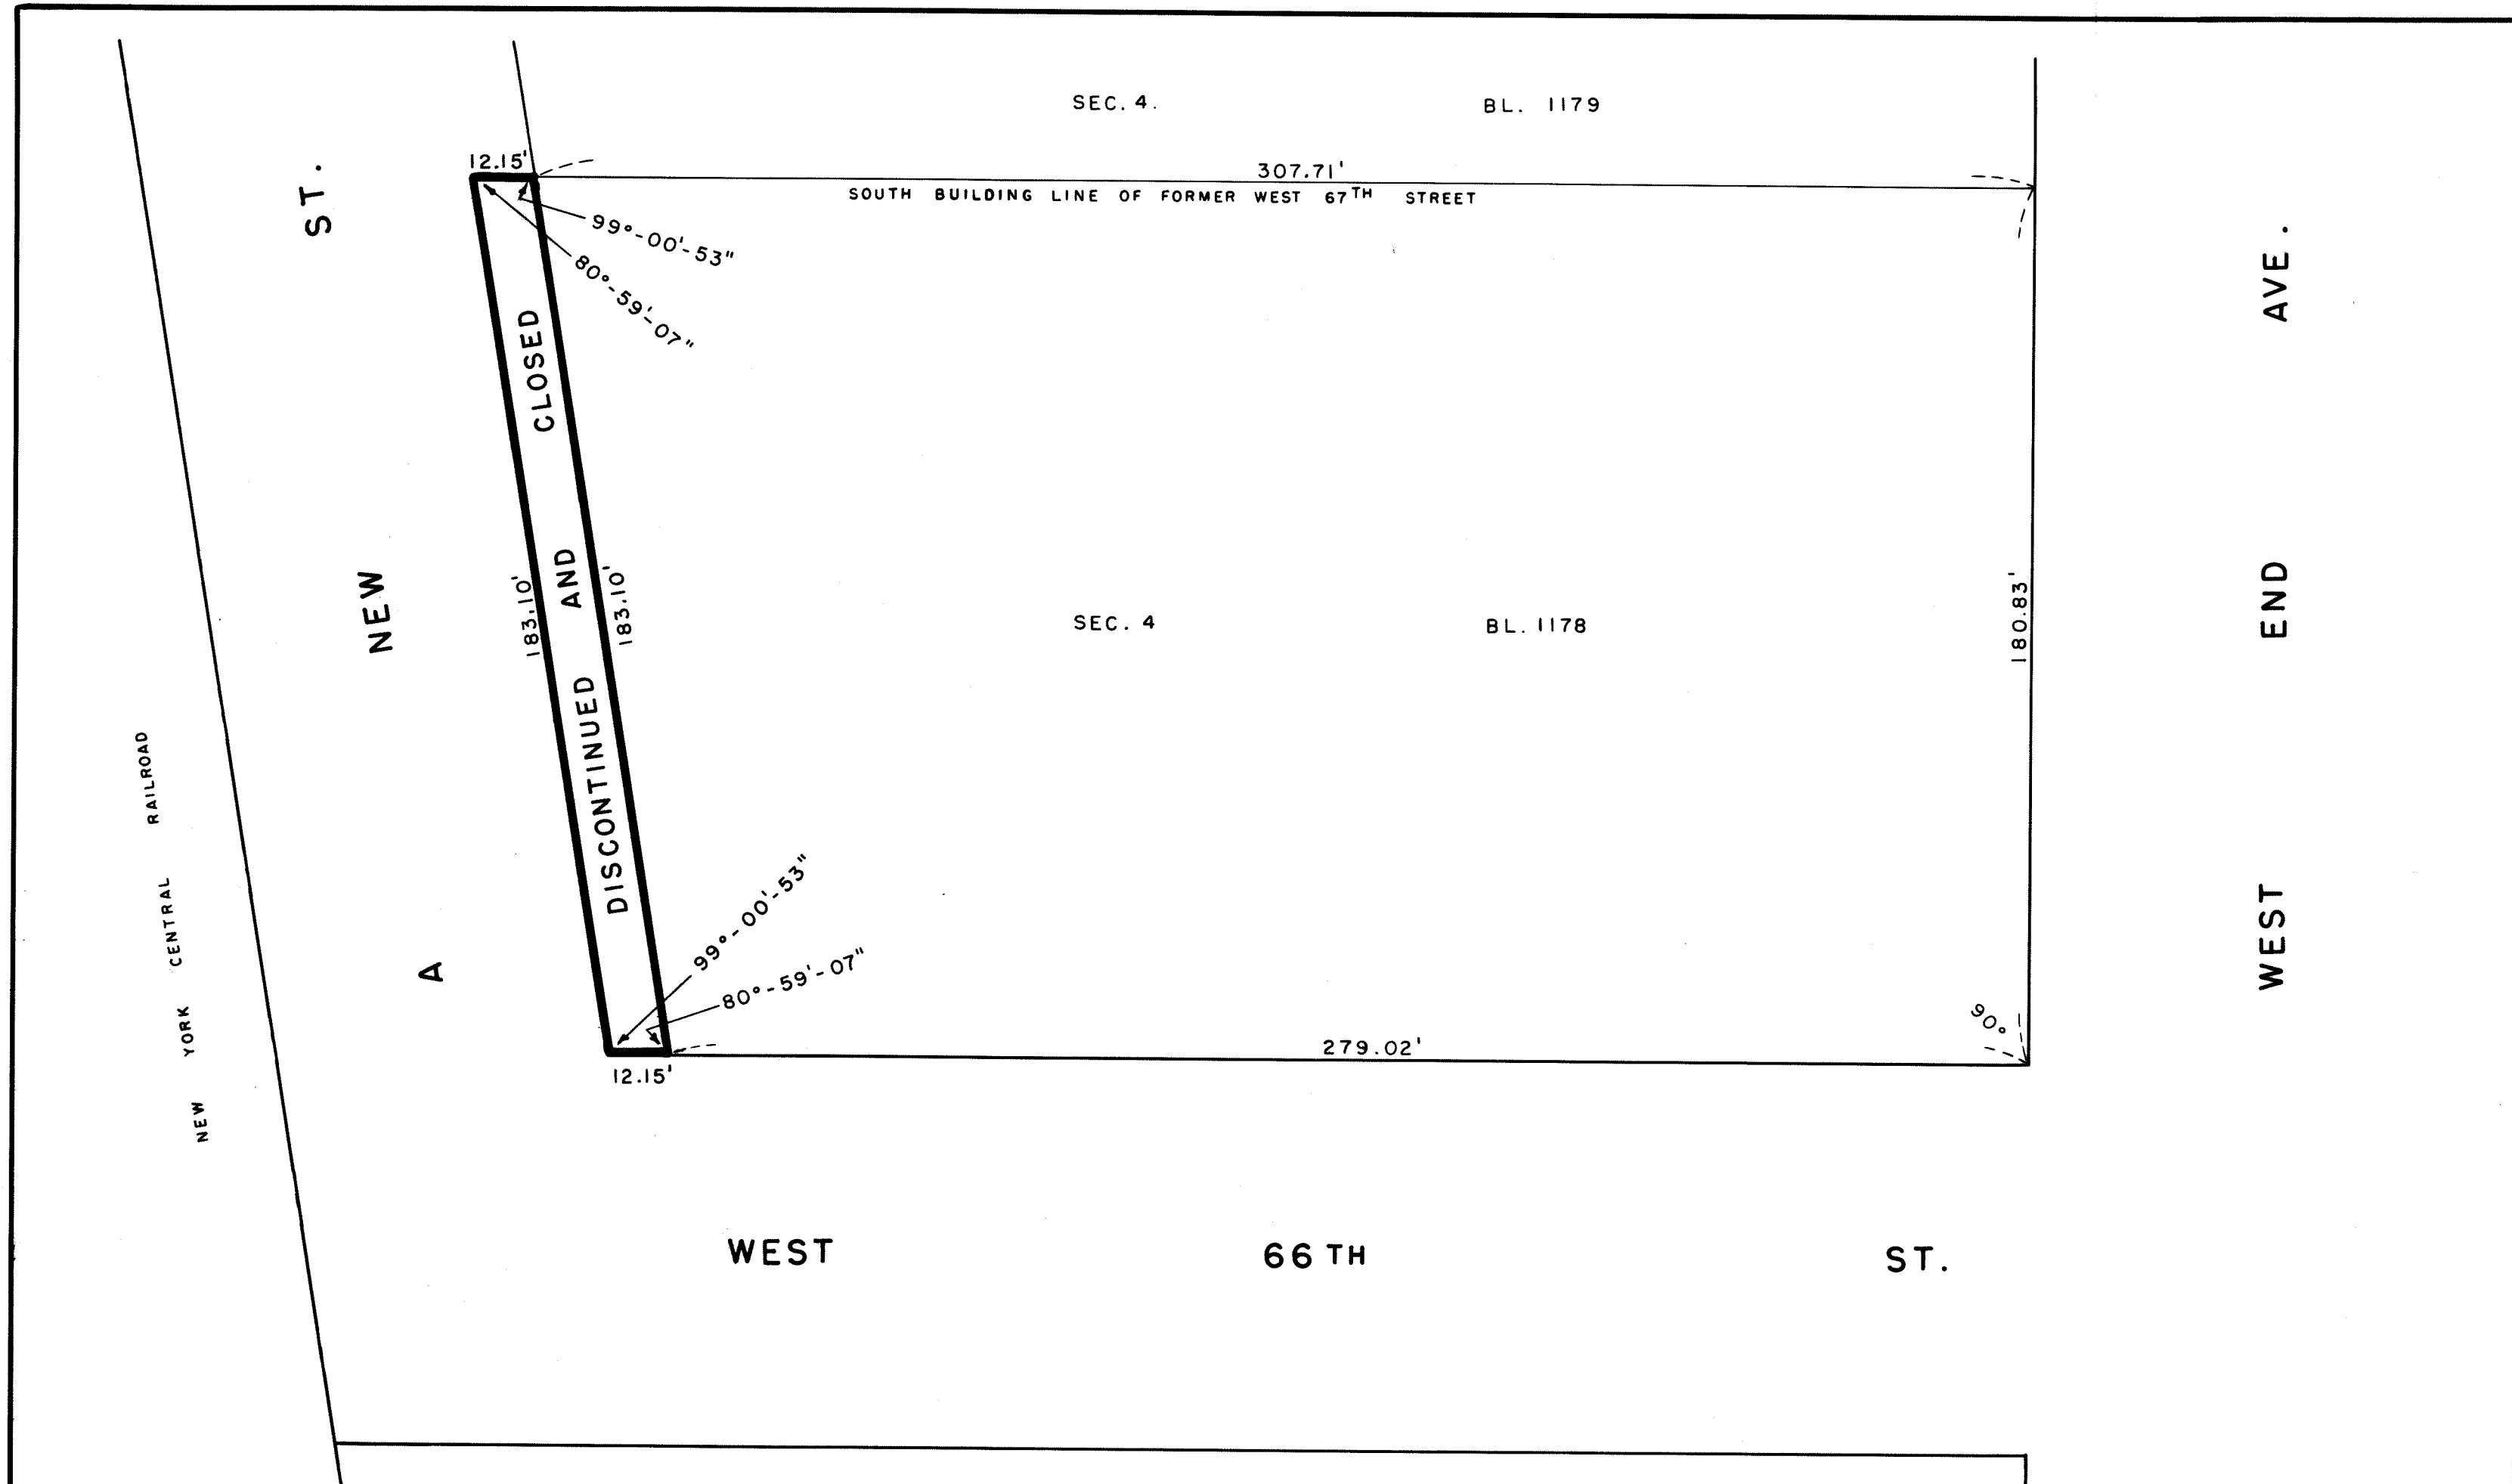 SEC. 4.
BL. 1179
12.15'
307.71'
SOUTH BUILDING LINE OF FORMER WEST 67TH STREET
99°-00'-53"
80°-59'-07"
A NEW ST.
DISCONTINUED AND CLOSED
183.10'
183.10'
SEC. 4
BL. 1178
180.83'
WEST END AVE.
NEW YORK CENTRAL RAILROAD
99°-00'-53"
80°-59'-07"
90°
12.15'
279.02'
WEST 66TH ST.